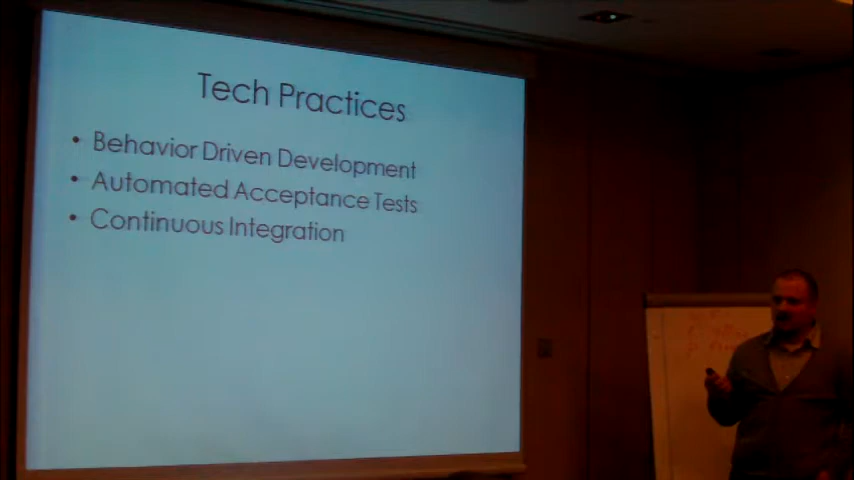 Tech Practices
• Behavior Driven Development
• Automated Acceptance Tests
• Continuous Integration